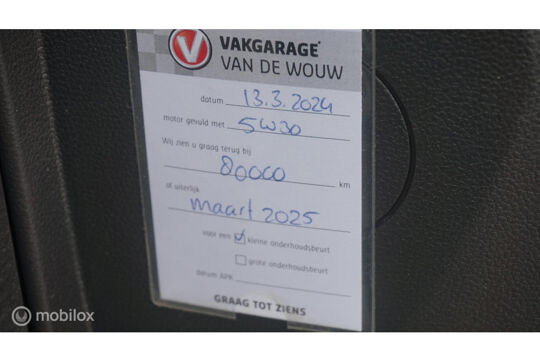 VAKGARAGE
VAN DE WOUW
datum 13.3.2024
motor gevuld met 5W30
Wij zien u graag terug bij
80000 km
of uiterlijk
maart 2025
voor een ☑ kleine onderhoudsbeurt
☐ grote onderhoudsbeurt
datum APK
GRAAG TOT ZIENS
mobilox